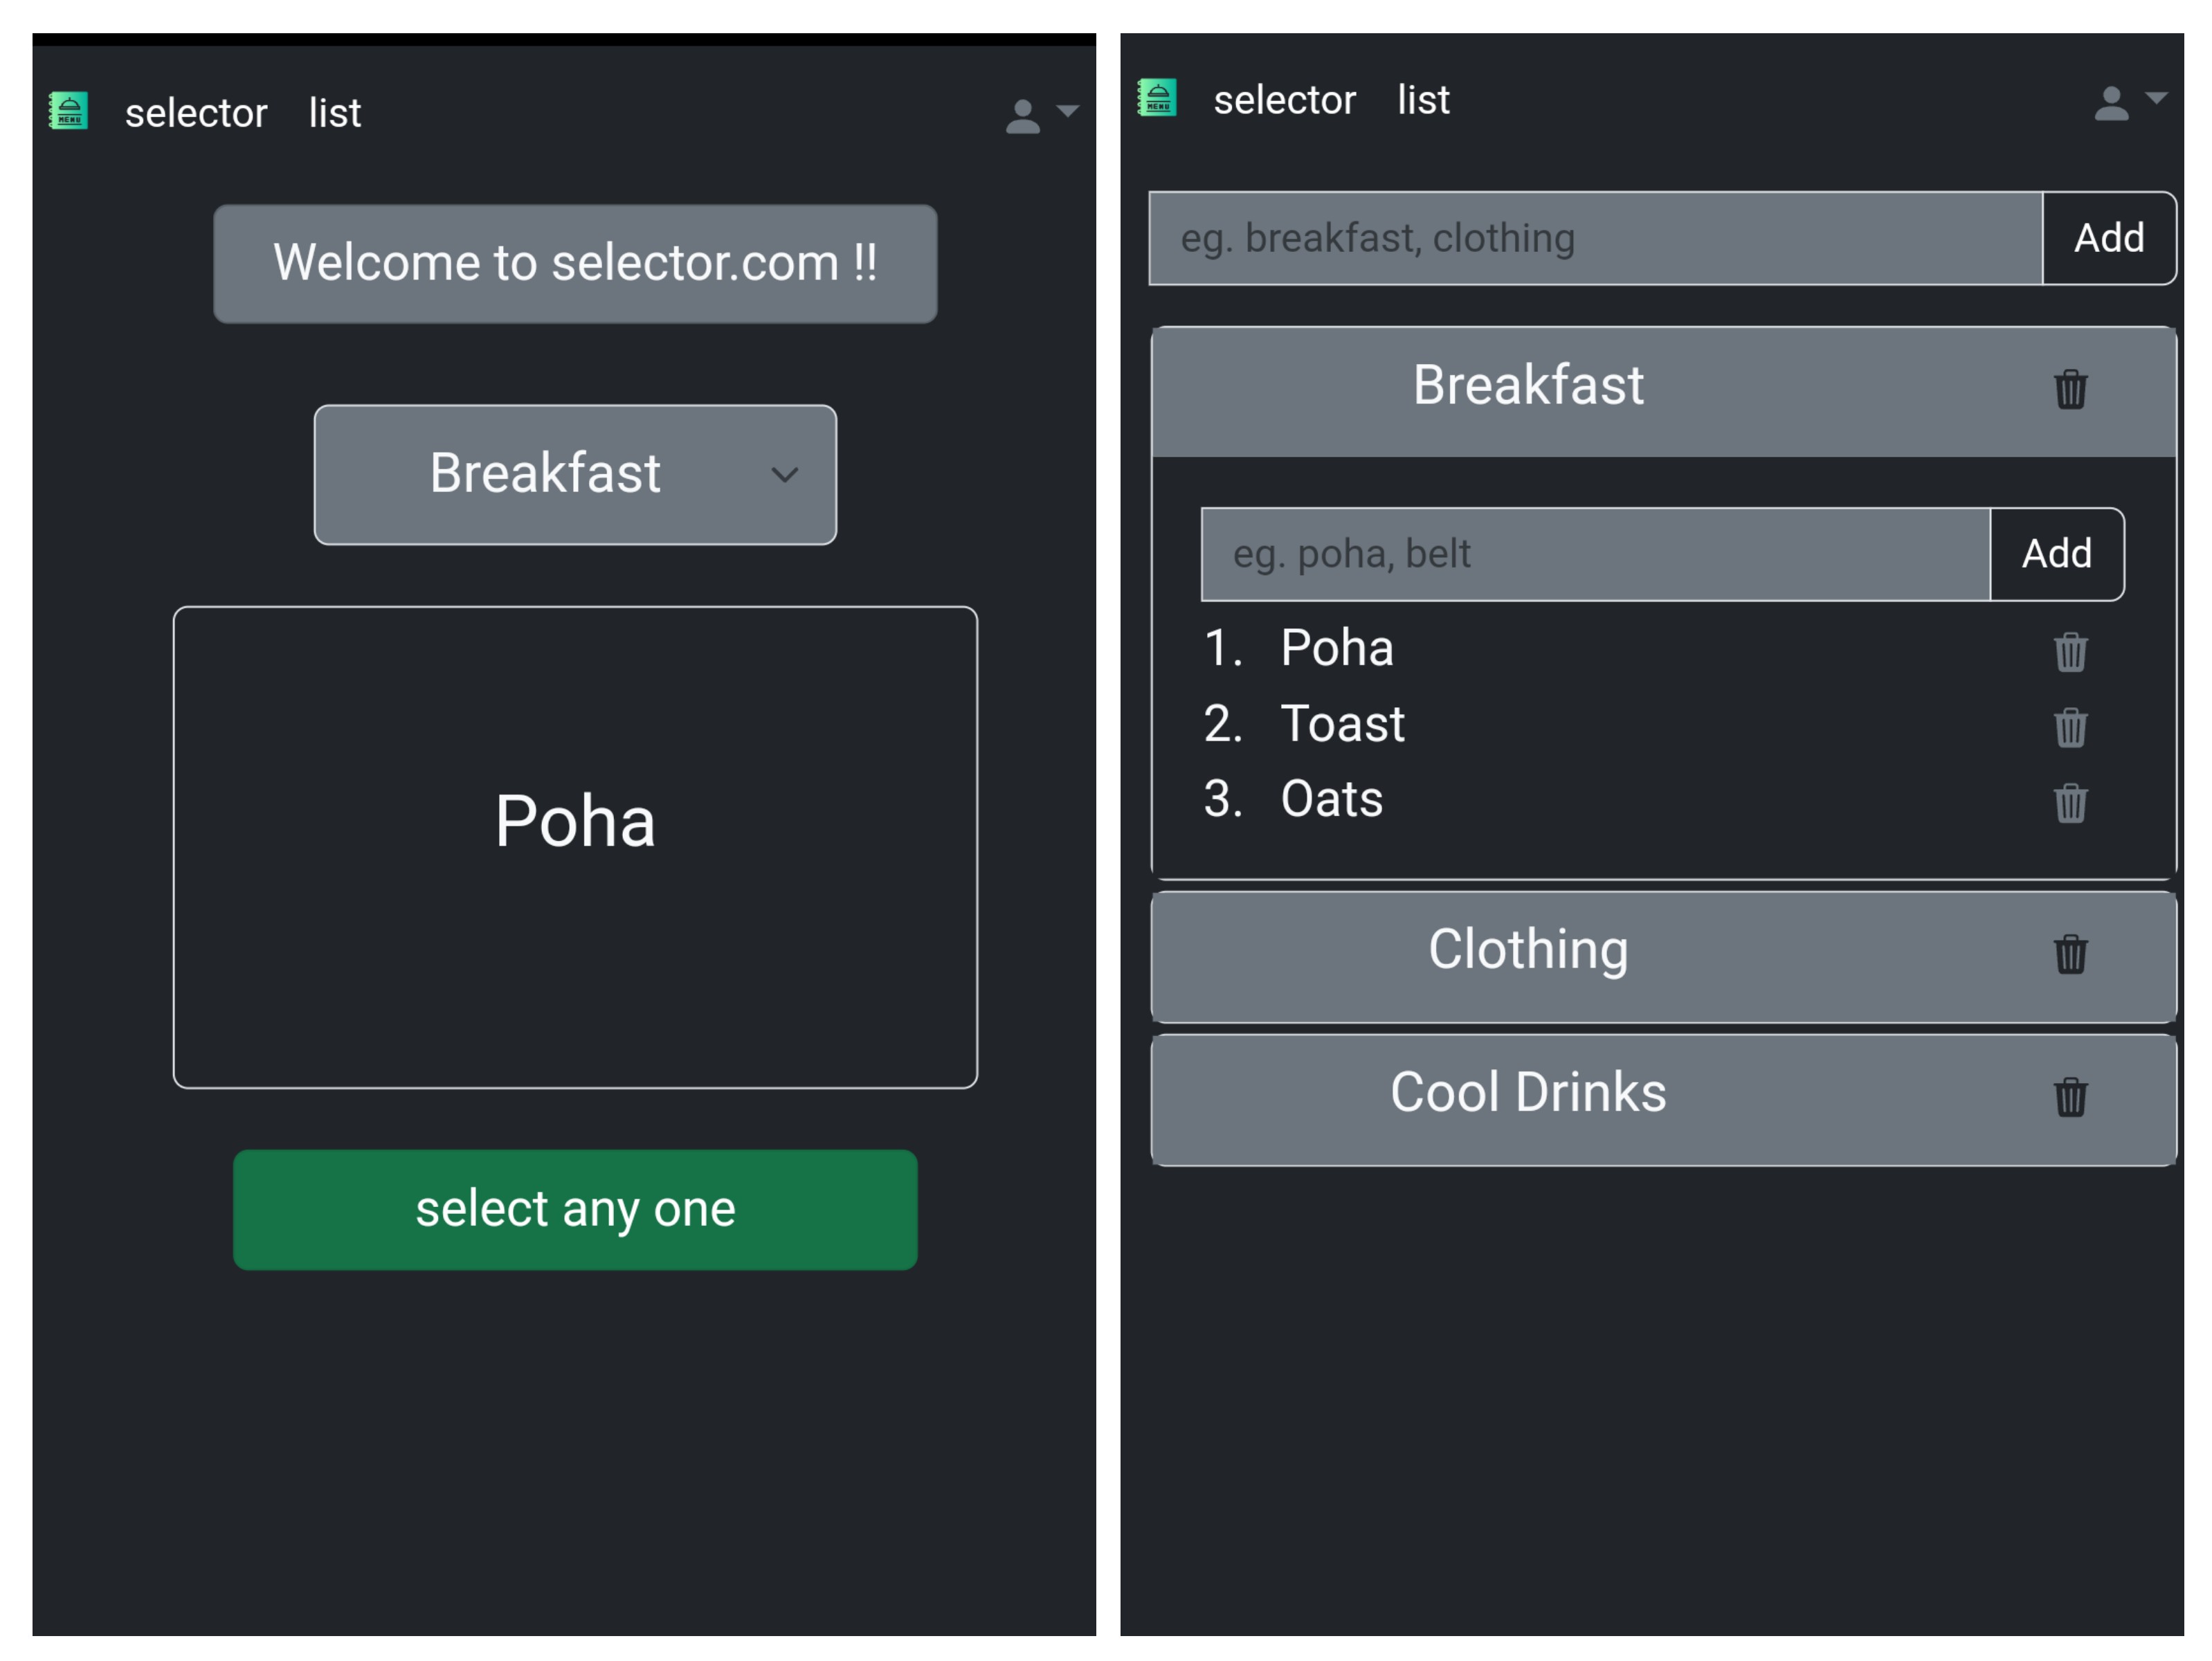 MENU
selector list
Welcome to selector.com !!
Breakfast
Poha
select any one
MENU
selector list
eg. breakfast, clothing Add
Breakfast
eg. poha, belt Add
1. Poha
2. Toast
3. Oats
Clothing
Cool Drinks